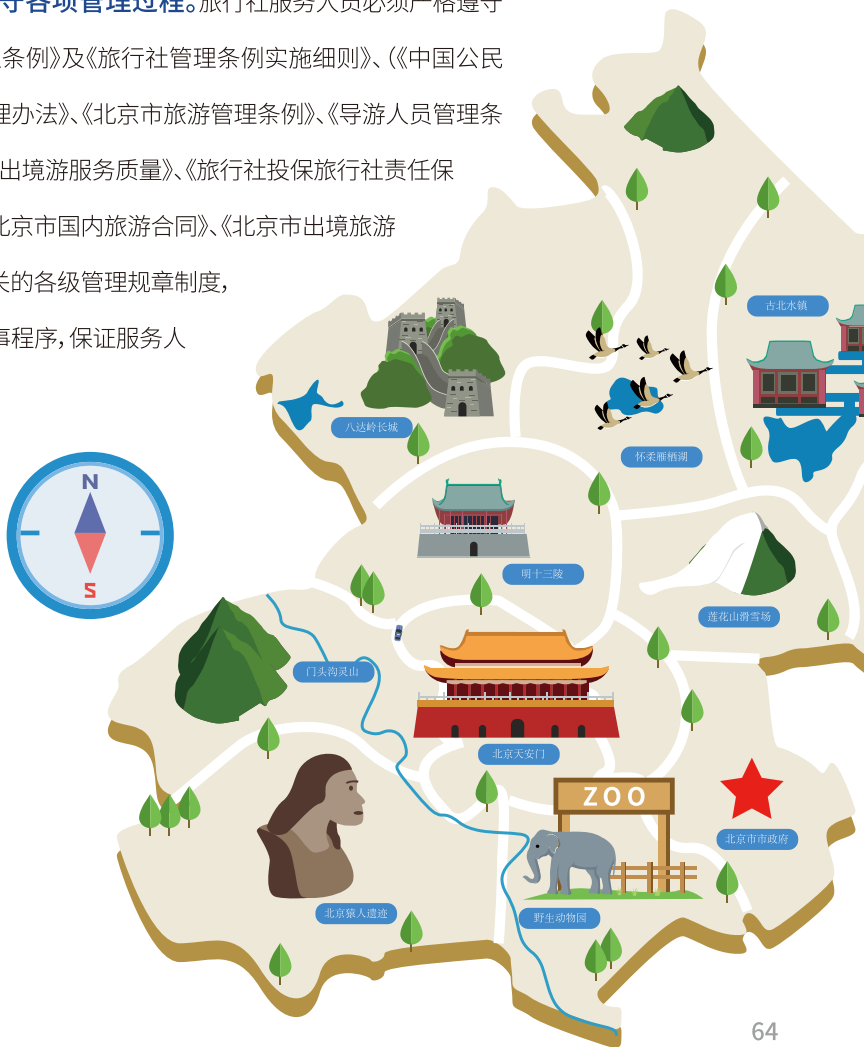 守各项管理过程。旅行社服务人员必须严格遵守
条例》及《旅行社管理条例实施细则》、(《中国公民
理办法》、《北京市旅游管理条例》、《导游人员管理条
出境游服务质量》、《旅行社投保旅行社责任保
北京市国内旅游合同》、《北京市出境旅游
关的各级管理规章制度,
事程序,保证服务人
古北水镇
八达岭长城
怀柔雁栖湖
N
S
明十三陵
莲花山滑雪场
门头沟灵山
北京天安门
ZOO
北京市市政府
北京猿人遗迹
野生动物园
64